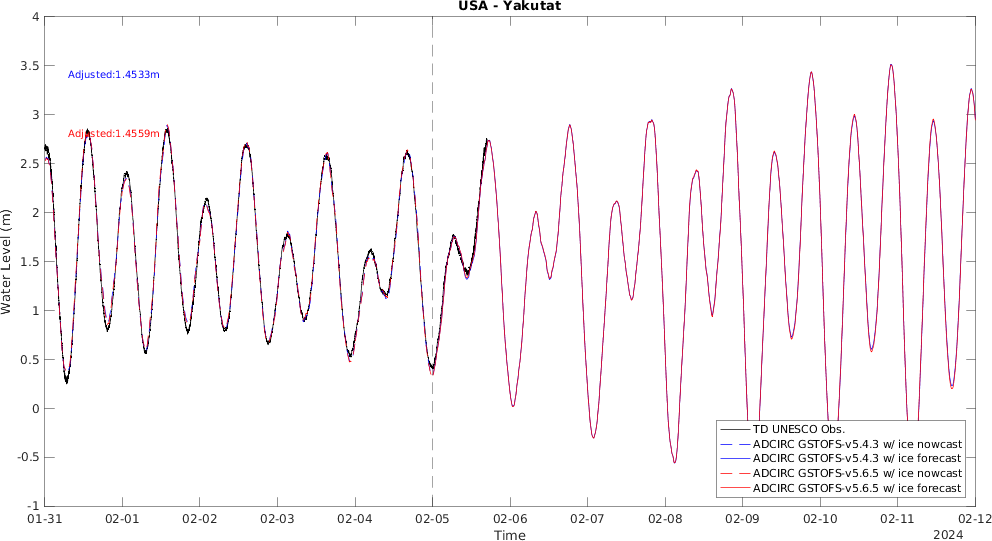 USA - Yakutat
Water Level (m)
4
3.5
3
2.5
2
1.5
1
0.5
0
-0.5
-1
Adjusted:1.4533m
Adjusted:1.4559m
TD UNESCO Obs.
ADCIRC GSTOFS-v5.4.3 w/ ice nowcast
ADCIRC GSTOFS-v5.4.3 w/ ice forecast
ADCIRC GSTOFS-v5.6.5 w/ ice nowcast
ADCIRC GSTOFS-v5.6.5 w/ ice forecast
01-31 02-01 02-02 02-03 02-04 02-05 02-06 02-07 02-08 02-09 02-10 02-11 02-12
Time
2024